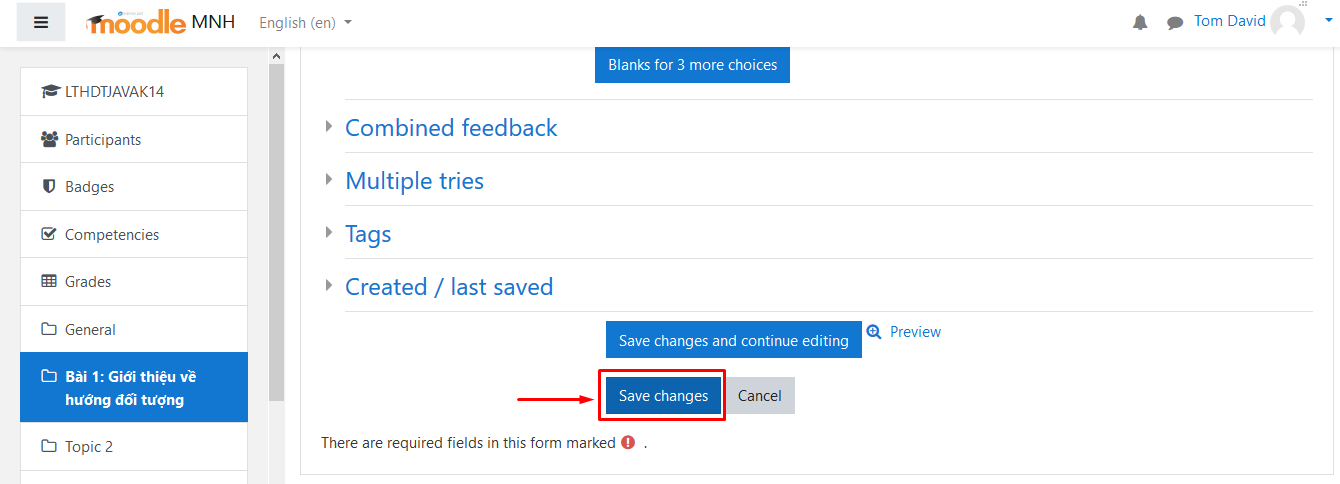 moodle MNH
English (en)
Tom David
LTHDTJAVAK14
Participants
Badges
Competencies
Grades
General
Bài 1: Giới thiệu về
hướng đối tượng
Topic 2
Blanks for 3 more choices
Combined feedback
Multiple tries
Tags
Created / last saved
Save changes and continue editing
Preview
Save changes
Cancel
There are required fields in this form marked .